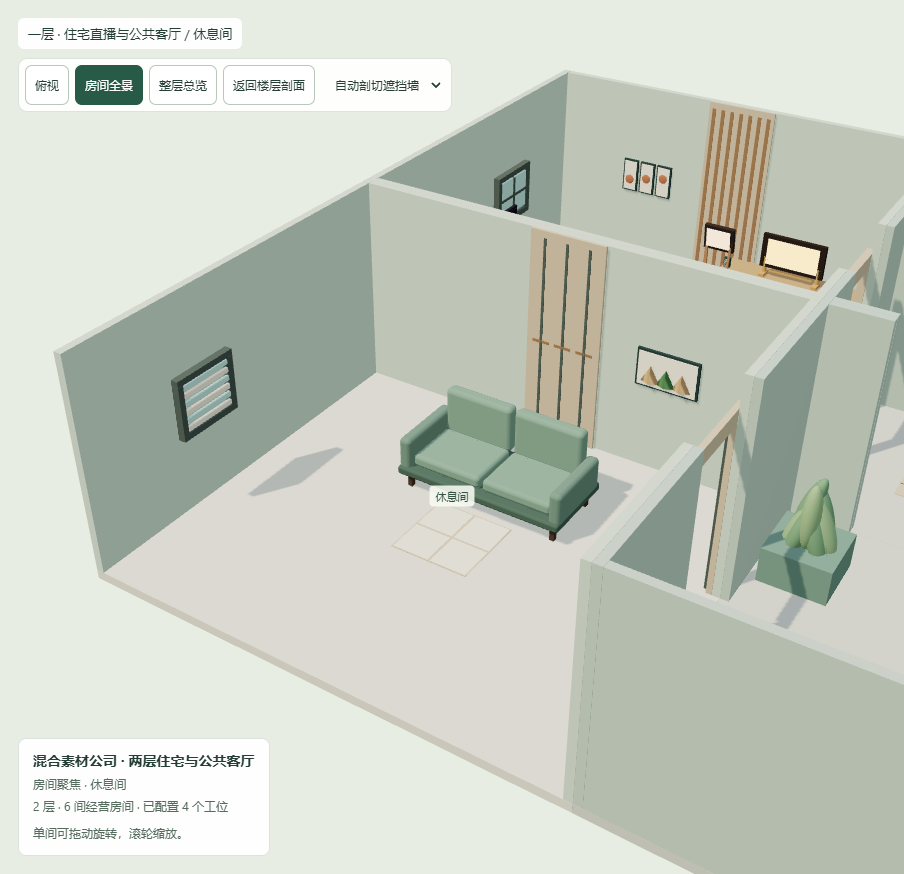 一层 · 住宅直播与公共客厅 / 休息间
俯视 房间全景 整层总览 返回楼层剖面 自动剖切遮挡墙
休息间
混合素材公司 · 两层住宅与公共客厅
房间聚焦 · 休息间
2 层 · 6 间经营房间 · 已配置 4 个工位
单间可拖动旋转，滚轮缩放。